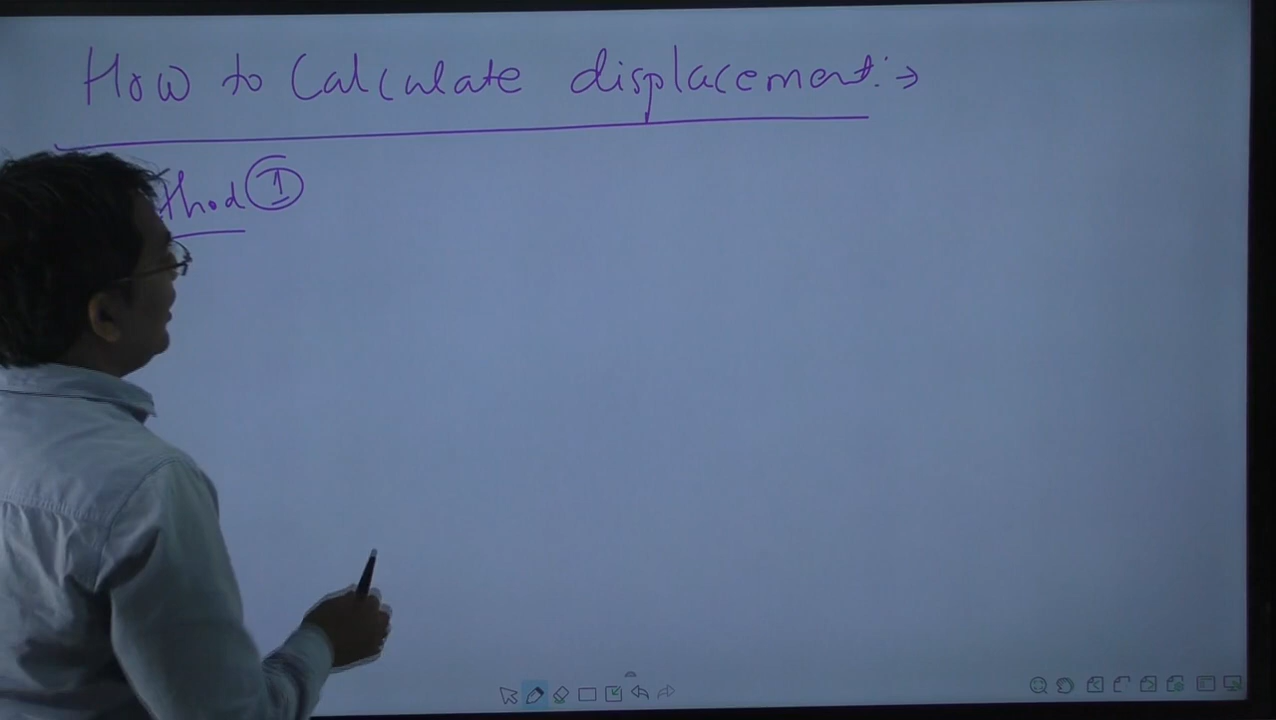 How to Calculate displacement :→
thod ①